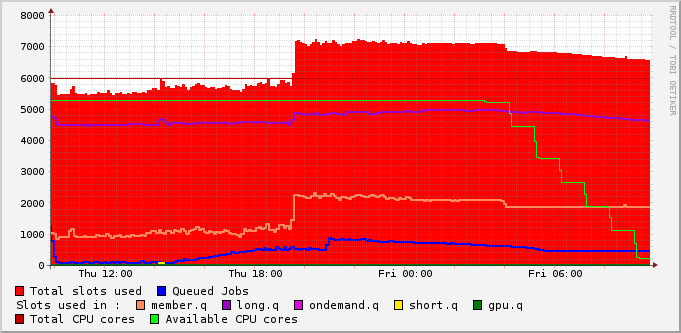 8000
7000
6000
5000
4000
3000
2000
1000
0
Thu 12:00 Thu 18:00 Fri 00:00 Fri 06:00
Total slots used Queued Jobs
Slots used in : member.q long.q ondemand.q short.q gpu.q
Total CPU cores Available CPU cores
RRDTOOL / TOBI OETIKER